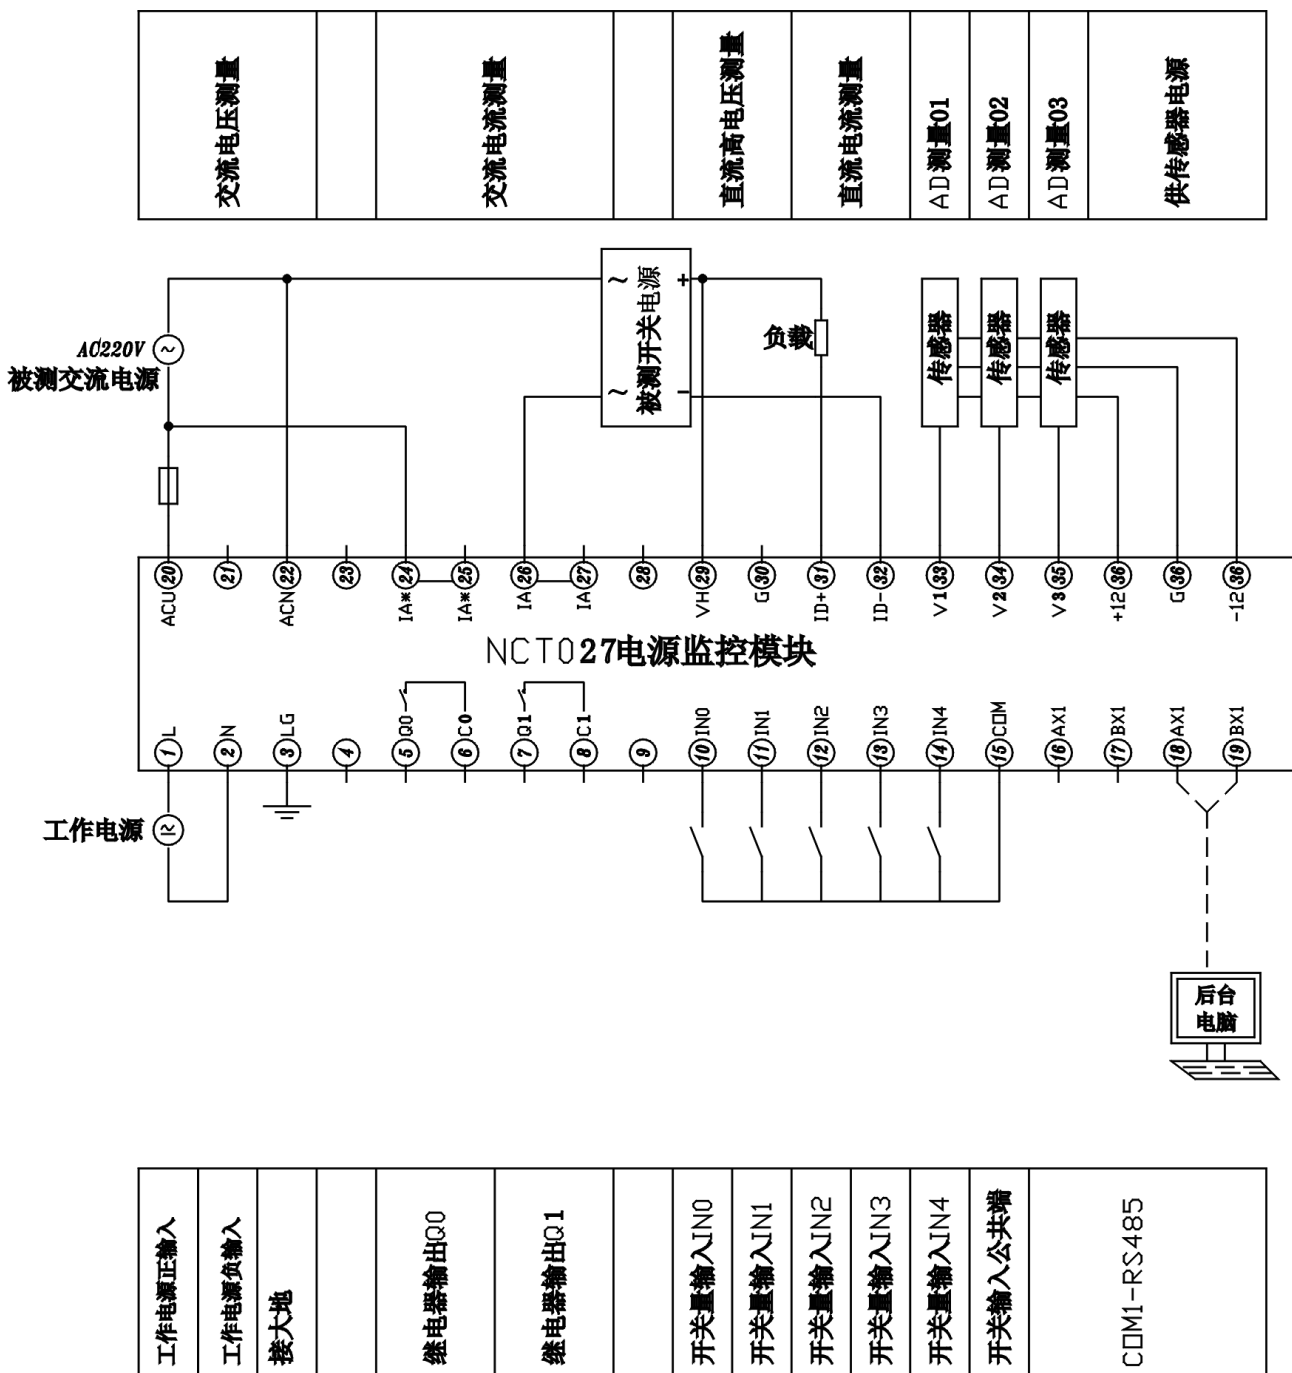 交流电压测量
交流电流测量
直流高电压测量
直流电流测量
AD测量01
AD测量02
AD测量03
供传感器电源
AC220V
被测交流电源
~
~
~
被测开关电源
+
−
负载
传感器
传感器
传感器
ACU 20
21
ACN 22
23
IA* 24
IA* 25
IA 26
IA 27
28
VH 29
G 30
ID+ 31
ID- 32
V1 33
V2 34
V3 35
+12 36
G 36
-12 36
NCT027电源监控模块
1 L
2 N
3 LG
4
5 Q0
6 C0
7 Q1
8 C1
9
10 IN0
11 IN1
12 IN2
13 IN3
14 IN4
15 COM
16 AX1
17 BX1
18 AX1
19 BX1
工作电源
后台
电脑
工作电源正输入
工作电源负输入
接大地
继电器输出Q0
继电器输出Q1
开关量输入IN0
开关量输入IN1
开关量输入IN2
开关量输入IN3
开关量输入IN4
开关输入公共端
COM1-RS485